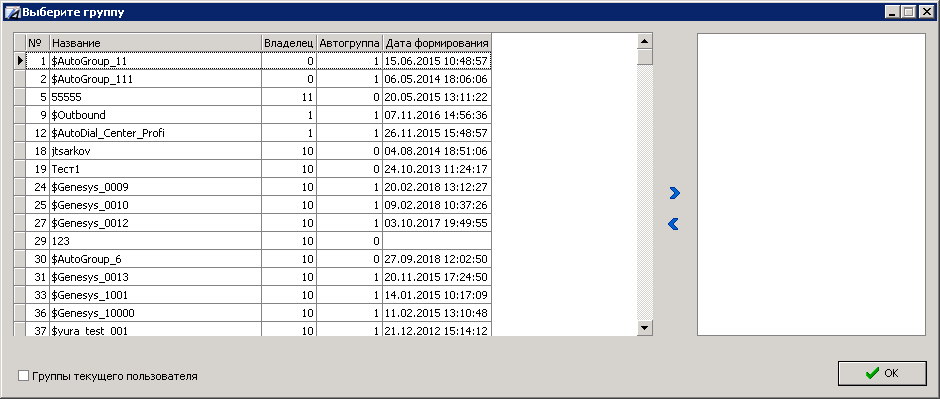 Выберите группу
№ Название Владелец Автогруппа Дата формирования
1 $AutoGroup_11 0 1 15.06.2015 10:48:57
2 $AutoGroup_111 0 1 06.05.2014 18:06:06
5 55555 11 0 20.05.2015 13:11:22
9 $Outbound 1 1 07.11.2016 14:56:36
12 $AutoDial_Center_Profi 1 1 26.11.2015 15:48:57
18 jtsarkov 10 0 04.08.2014 18:51:06
19 Тест1 10 0 24.10.2013 11:24:17
24 $Genesys_0009 10 1 20.02.2018 13:12:27
25 $Genesys_0010 10 1 09.02.2018 10:37:26
27 $Genesys_0012 10 1 03.10.2017 19:49:55
29 123 10 0
30 $AutoGroup_6 10 0 27.09.2018 12:02:50
31 $Genesys_0013 10 1 20.11.2015 17:24:50
33 $Genesys_1001 10 1 14.01.2015 10:17:09
36 $Genesys_10000 10 1 11.02.2015 13:10:48
37 $yura_test_001 10 1 21.12.2012 15:14:12
Группы текущего пользователя
OK